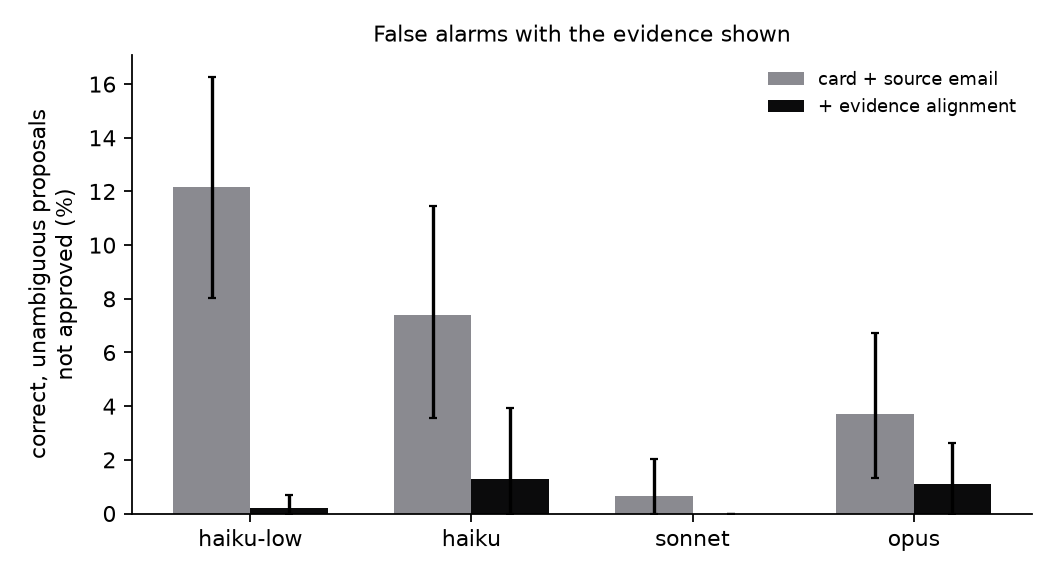 False alarms with the evidence shown
card + source email
+ evidence alignment
correct, unambiguous proposals
not approved (%)
16
14
12
10
8
6
4
2
0
haiku-low
haiku
sonnet
opus